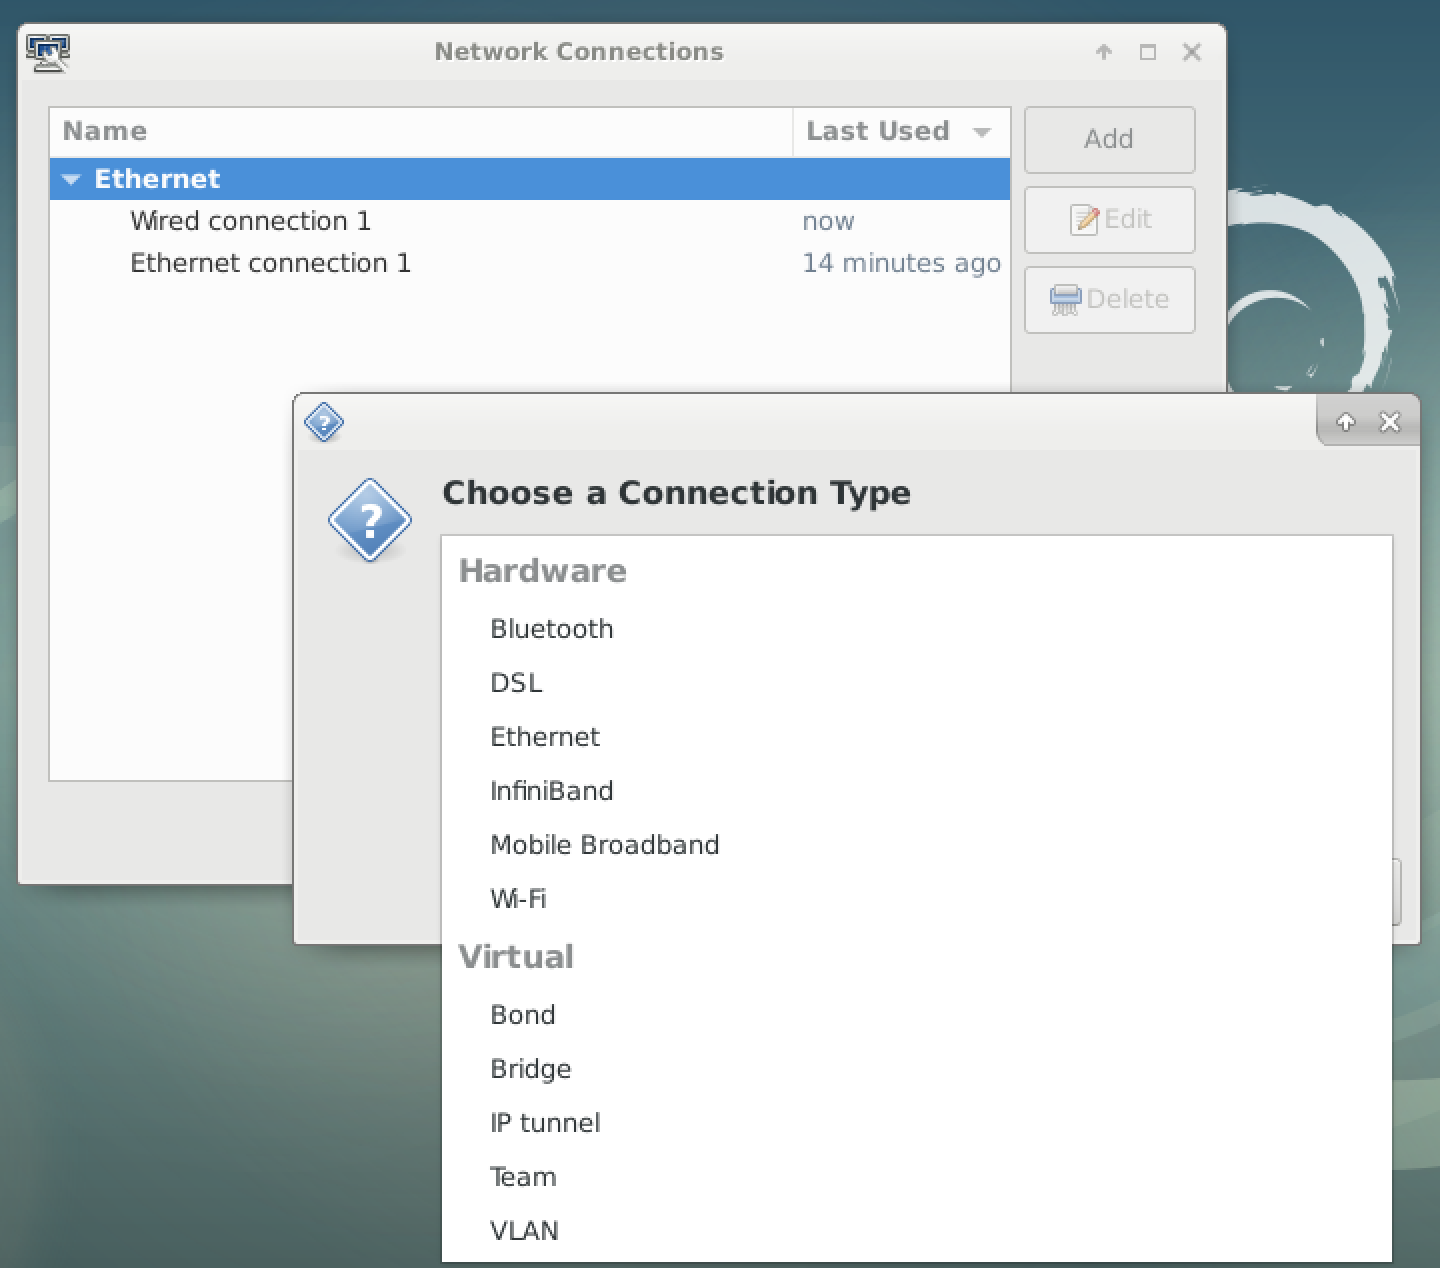 Network Connections
Name Last Used
Add
Ethernet
Wired connection 1 now
Edit
Ethernet connection 1 14 minutes ago
Delete
?
?
Choose a Connection Type
Hardware
Bluetooth
DSL
Ethernet
InfiniBand
Mobile Broadband
Wi-Fi
Virtual
Bond
Bridge
IP tunnel
Team
VLAN